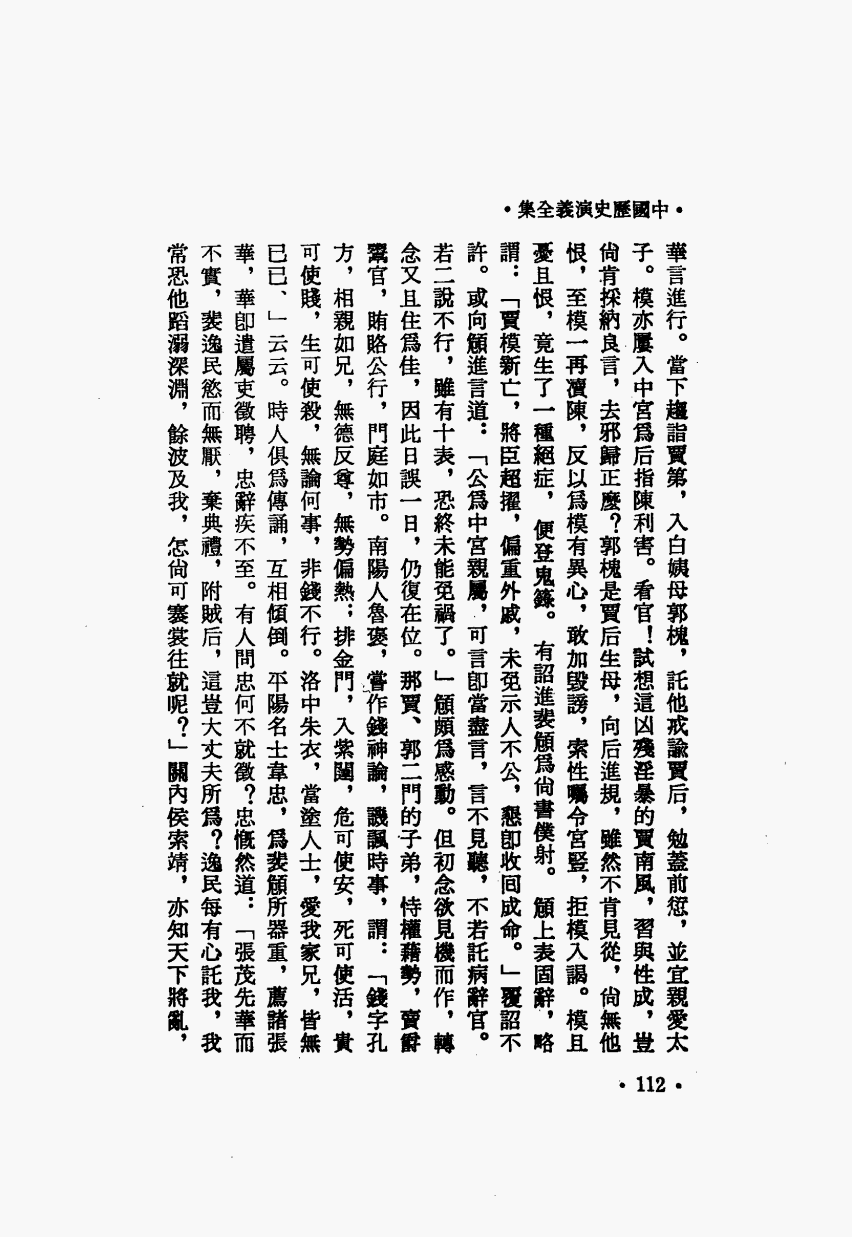 •中國歷史演義全集•
華言進行。當下趨詣賈第，入白姨母郭槐，託他戒諭賈后，勉蓋前愆，並宜親愛太
子。模亦屢入中宮爲后指陳利害。看官！試想這凶殘淫暴的賈南風，習與性成，豈
尙肯採納良言，去邪歸正麼？郭槐是賈后生母，向后進規，雖然不肯見從，尙無他
恨，至模一再瀆陳，反以爲模有異心，敢加毀謗，索性囑令宮豎，拒模入謁。模且
憂且恨，竟生了一種絕症，便登鬼籙。有詔進裴頠爲尙書僕射。頠上表固辭，略
謂：「賈模新亡，將臣超擢，偏重外戚，未免示人不公，懇卽收回成命。」覆詔不
許。或向頠進言道：「公爲中宮親屬，可言卽當盡言，言不見聽，不若託病辭官。
若二說不行，雖有十表，恐終未能免禍了。」頠頗爲感動。但初念欲見機而作，轉
念又且住爲佳，因此日誤一日，仍復在位。那賈、郭二門的子弟，恃權藉勢，賣爵
鬻官，賄賂公行，門庭如市。南陽人魯褒，嘗作錢神論，譏諷時事，謂：「錢字孔
方，相親如兄，無德反尊，無勢偏熱；排金門，入紫闥，危可使安，死可使活，貴
可使賤，生可使殺，無論何事，非錢不行。洛中朱衣，當塗人士，愛我家兄，皆無
已已、」云云。時人俱爲傳誦，互相傾倒。平陽名士韋忠，爲裴頠所器重，薦諸張
華，華卽遣屬吏徵聘，忠辭疾不至。有人問忠何不就徵？忠慨然道：「張茂先華而
不實，裴逸民慾而無厭，棄典禮，附賊后，這豈大丈夫所爲？逸民每有心託我，我
常恐他蹈溺深淵，餘波及我，怎尙可褰裳往就呢？」關內侯索靖，亦知天下將亂，
•112•